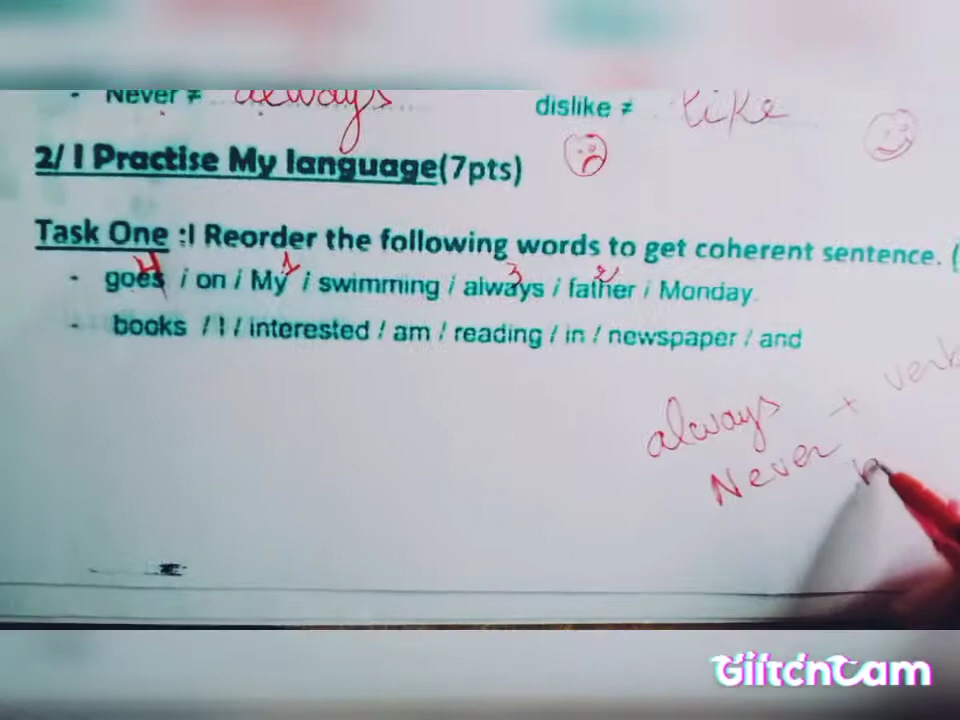 - Never ≠ always
dislike ≠ like
2/ I Practise My language(7pts)
Task One :I Reorder the following words to get coherent sentence. (
4 1 3 2
- goes / on / My / swimming / always / father / Monday.
- books / I / interested / am / reading / in / newspaper / and
always + verb
Never
GlitchCam